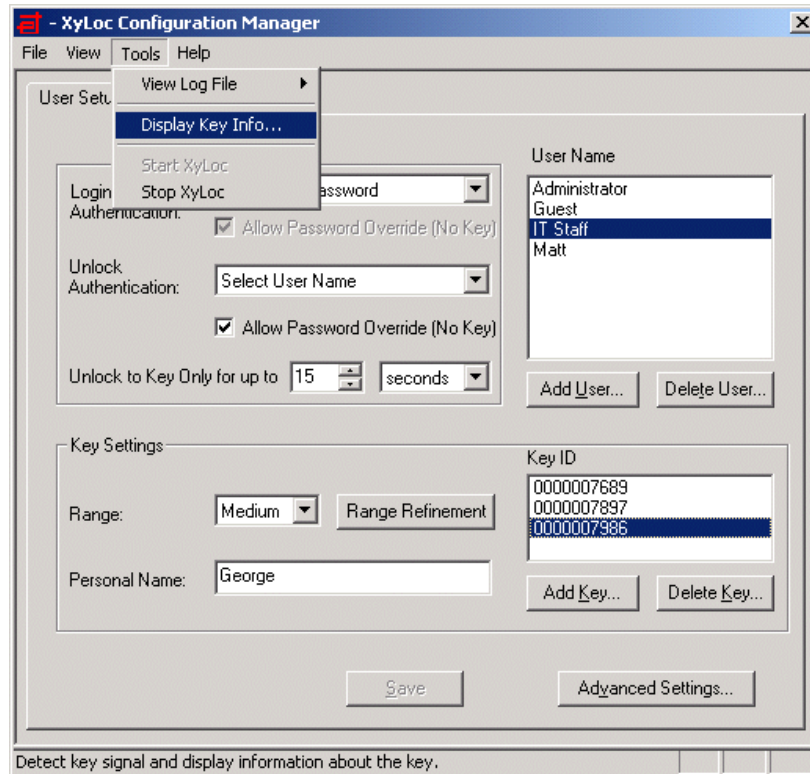 - XyLoc Configuration Manager
File View Tools Help
View Log File
Display Key Info...
Start XyLoc
Stop XyLoc
User Setu
Login assword
Authentication:
Allow Password Override (No Key)
Unlock
Authentication:
Select User Name
Allow Password Override (No Key)
Unlock to Key Only for up to 15 seconds
User Name
Administrator
Guest
IT Staff
Matt
Add User... Delete User...
Key Settings
Range: Medium Range Refinement
Personal Name: George
Key ID
0000007689
0000007897
0000007986
Add Key... Delete Key...
Save Advanced Settings...
Detect key signal and display information about the key.